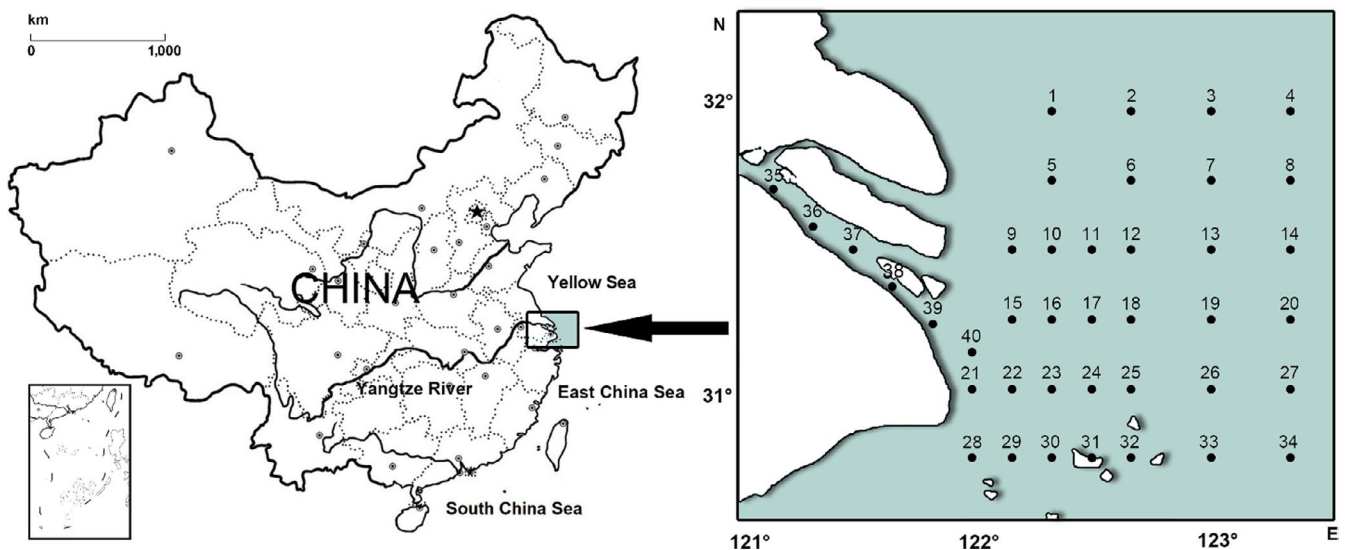 km
0 1,000
CHINA
Yellow Sea
Yangtze River
East China Sea
South China Sea
N
32°
1 2 3 4
35 5 6 7 8
36
37 9 10 11 12 13 14
38
39 15 16 17 18 19 20
40
31°
21 22 23 24 25 26 27
28 29 30 31 32 33 34
121° 122° 123° E